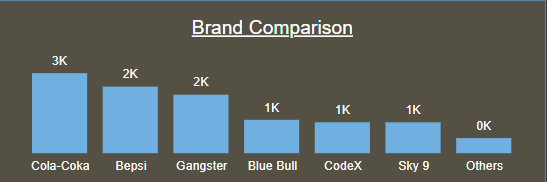 Brand Comparison
3K
2K
2K
1K
1K
1K
0K
Cola-Coka
Bepsi
Gangster
Blue Bull
CodeX
Sky 9
Others